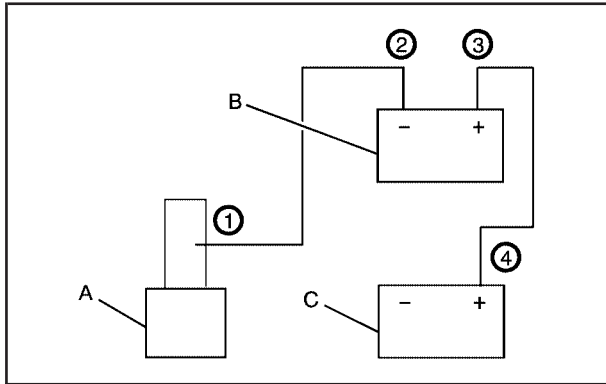 ② ③
B
− +
①
④
A
C
− +